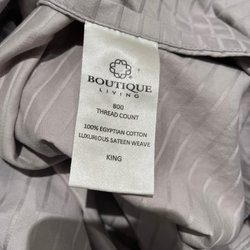 BOUTIQUE
LIVING
800
THREAD COUNT
100% EGYPTIAN COTTON
LUXURIOUS SATEEN WEAVE
KING